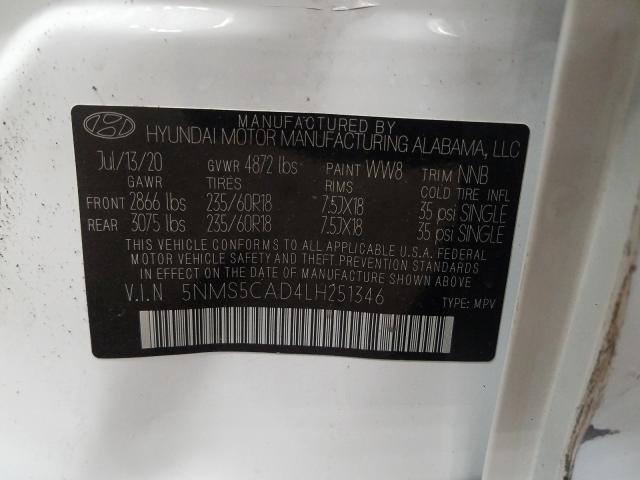 MANUFACTURED BY
HYUNDAI MOTOR MANUFACTURING ALABAMA, LLC
Jul/13/20 GVWR 4872 lbs PAINT WW8 TRIM NNB
GAWR TIRES RIMS COLD TIRE INFL
FRONT 2866 lbs 235/60R18 7.5JX18 35 psi SINGLE
REAR 3075 lbs 235/60R18 7.5JX18 35 psi SINGLE
THIS VEHICLE CONFORMS TO ALL APPLICABLE U.S.A. FEDERAL
MOTOR VEHICLE SAFETY AND THEFT PREVENTION STANDARDS
IN EFFECT ON THE DATE OF MANUFACTURE SHOWN ABOVE
V.I.N 5NMS5CAD4LH251346 TYPE: MPV